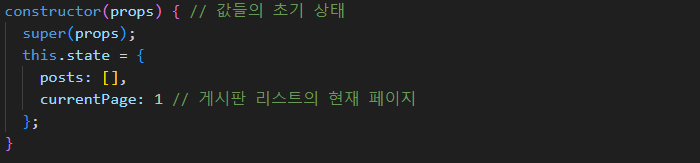 constructor(props) { // 값들의 초기 상태
super(props);
this.state = {
posts: [],
currentPage: 1 // 게시판 리스트의 현재 페이지
};
}